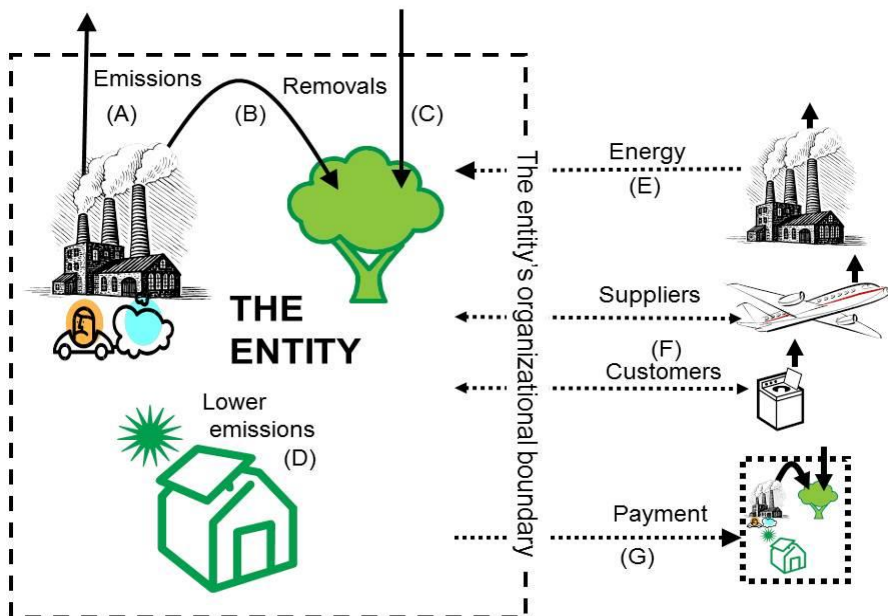 Emissions
(A)
(B)
Removals
(C)
THE
ENTITY
Lower
emissions
(D)
The entity's organizational boundary
Energy
(E)
Suppliers
(F)
Customers
Payment
(G)